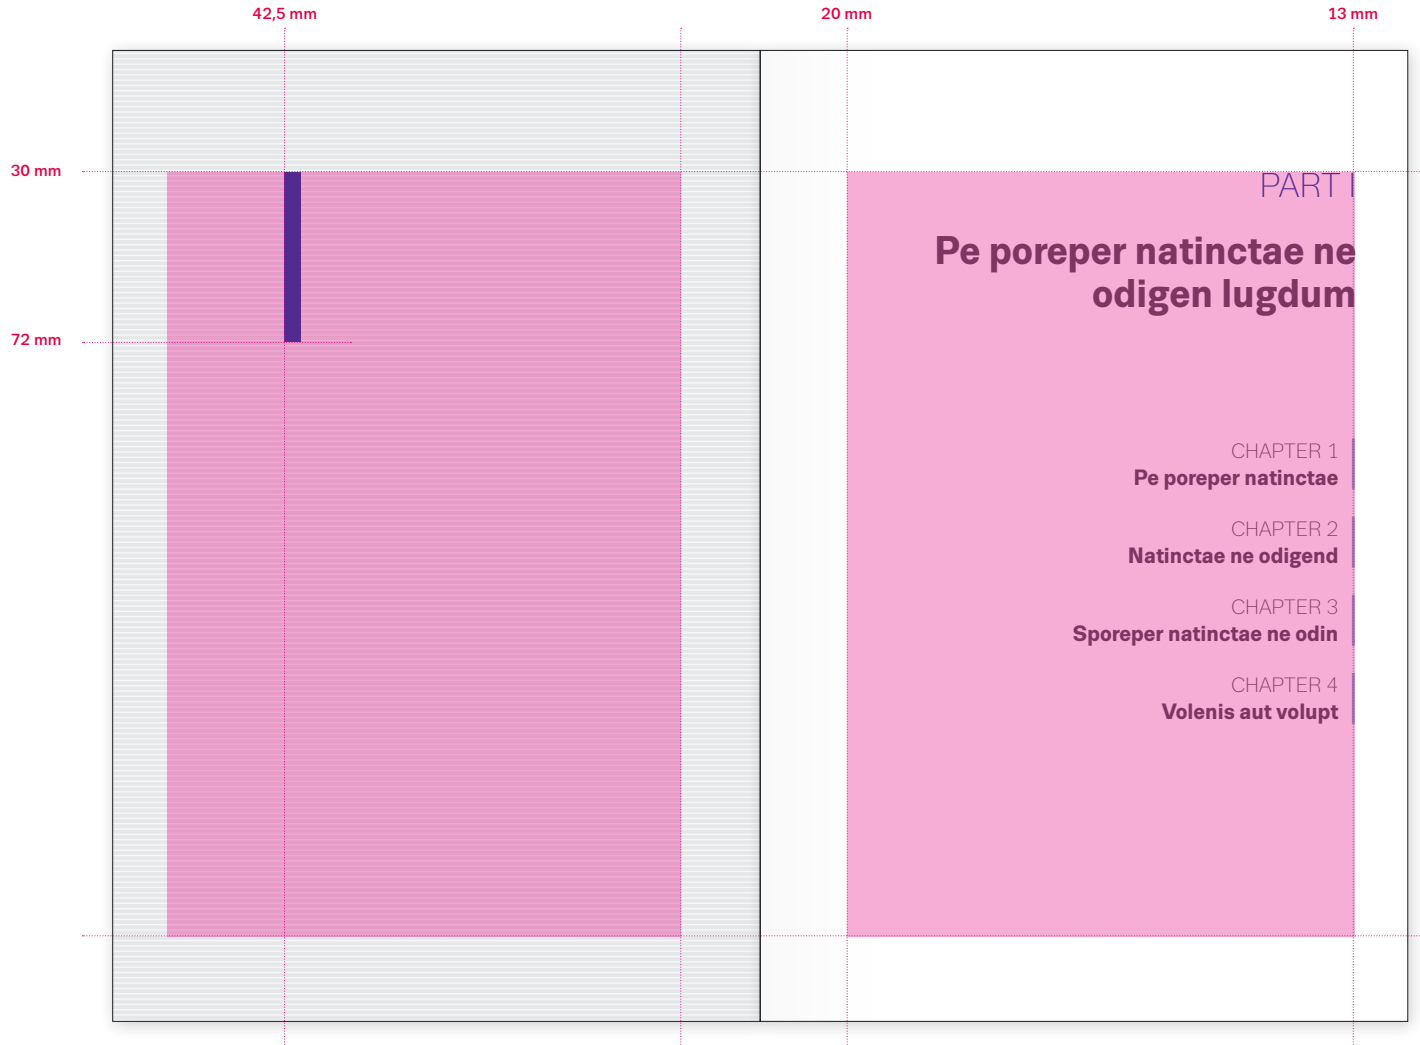 42,5 mm
20 mm
13 mm
30 mm
72 mm
PART I
Pe poreper natinctae ne
odigen lugdum
CHAPTER 1
Pe poreper natinctae
CHAPTER 2
Natinctae ne odigend
CHAPTER 3
Sporeper natinctae ne odin
CHAPTER 4
Volenis aut volupt